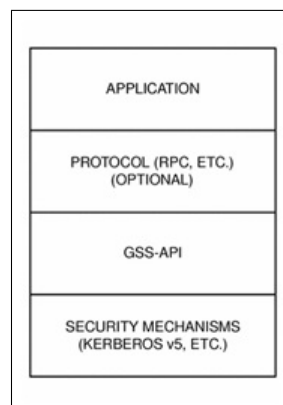 APPLICATION
PROTOCOL (RPC, ETC.)
(OPTIONAL)
GSS-API
SECURITY MECHANISMS
(KERBEROS v5, ETC.)